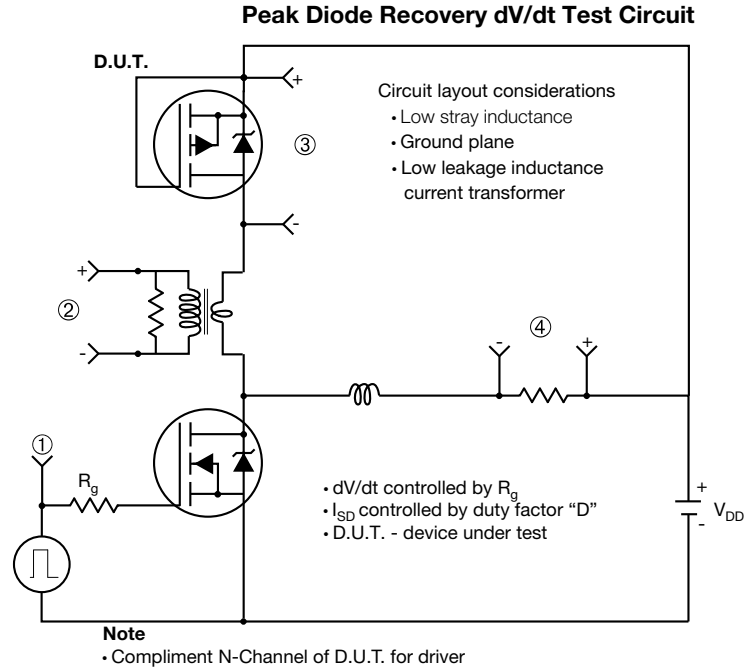 Peak Diode Recovery dV/dt Test Circuit
D.U.T.
+
Circuit layout considerations
• Low stray inductance
③
• Ground plane
• Low leakage inductance
current transformer
-
+
②
-
④
-
+
①
Rg
• dV/dt controlled by Rg
• ISD controlled by duty factor “D”
• D.U.T. - device under test
+
VDD
-
Note
• Compliment N-Channel of D.U.T. for driver